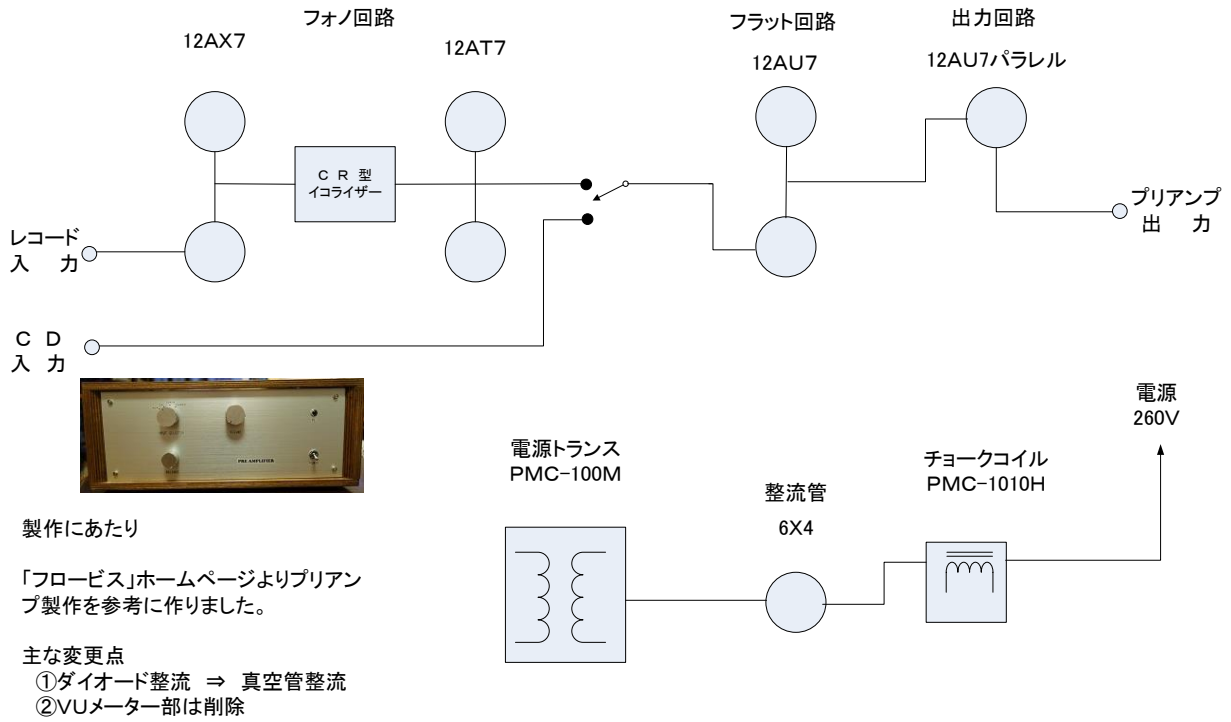 フォノ回路
フラット回路
出力回路
12AX7
12AT7
12AU7
12AU7パラレル
ＣＲ型
イコライザー
レコード
入 力
プリアンプ
出 力
ＣＤ
入 力
PRE AMPLIFIER
電源
260V
電源トランス
PMC-100M
整流管
6X4
チョークコイル
PMC-1010H
製作にあたり
「フロービス」ホームページよりプリアン
プ製作を参考に作りました。
主な変更点
①ダイオード整流 ⇒ 真空管整流
②VUメーター部は削除